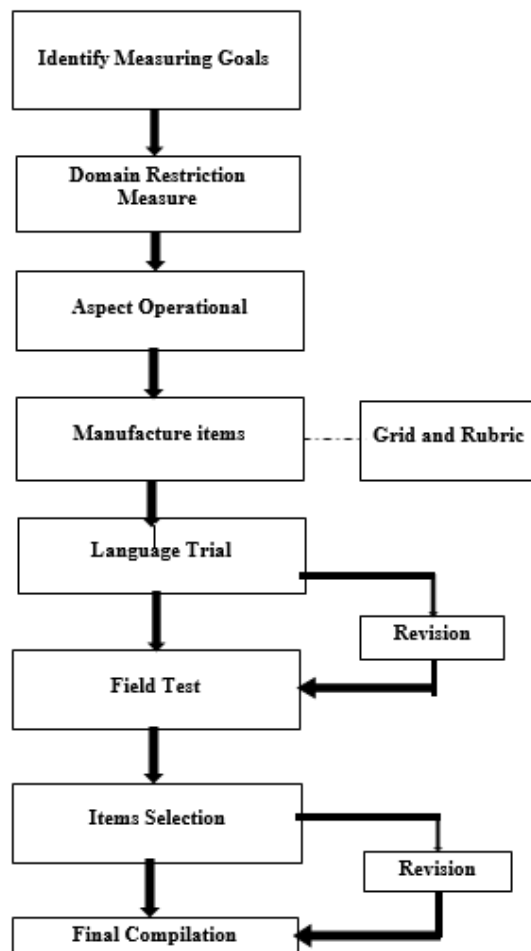 Identify Measuring Goals
Domain Restriction
Measure
Aspect Operational
Manufacture items
Grid and Rubric
Language Trial
Revision
Field Test
Items Selection
Revision
Final Compilation